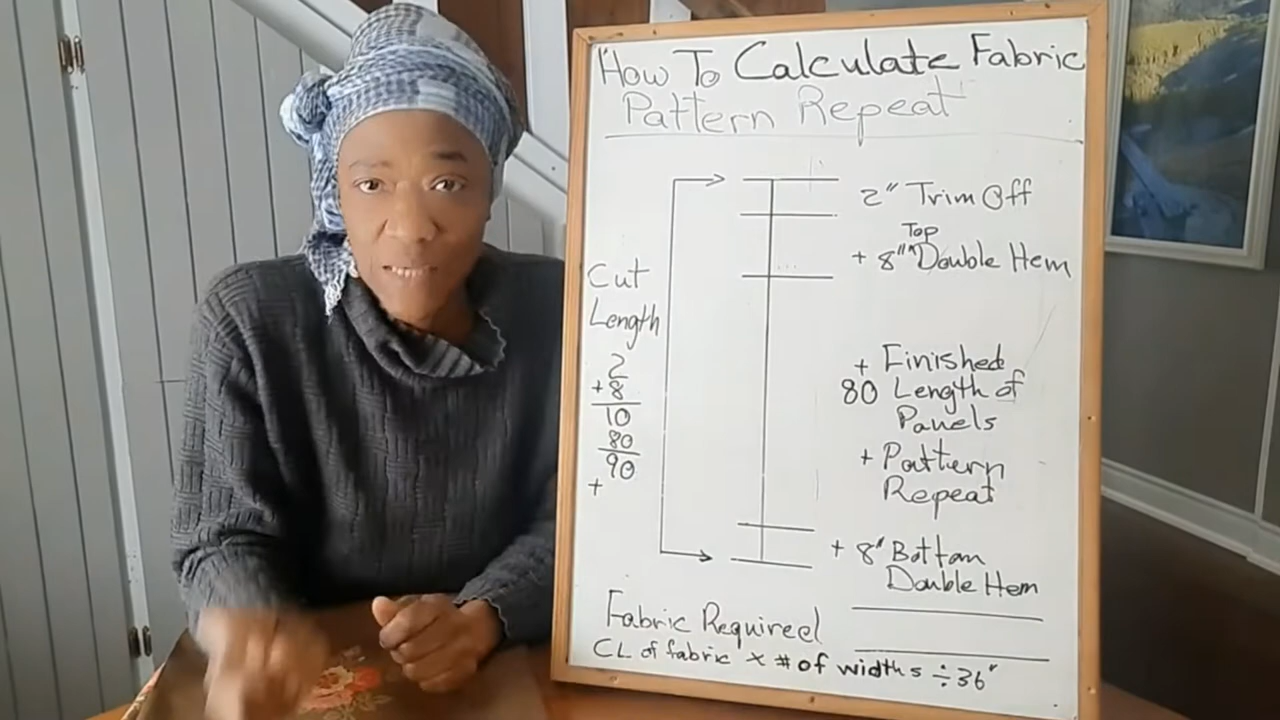 "How To Calculate Fabric
Pattern Repeat
2" Trim Off
Top
+ 8"" Double Hem
Cut
Length
2
+8
10
80
90
+
+ Finished
80 Length of
Panels
+ Pattern
Repeat
+ 8" Bottom
Double Hem
Fabric Required
CL of fabric x # of widths ÷ 36"